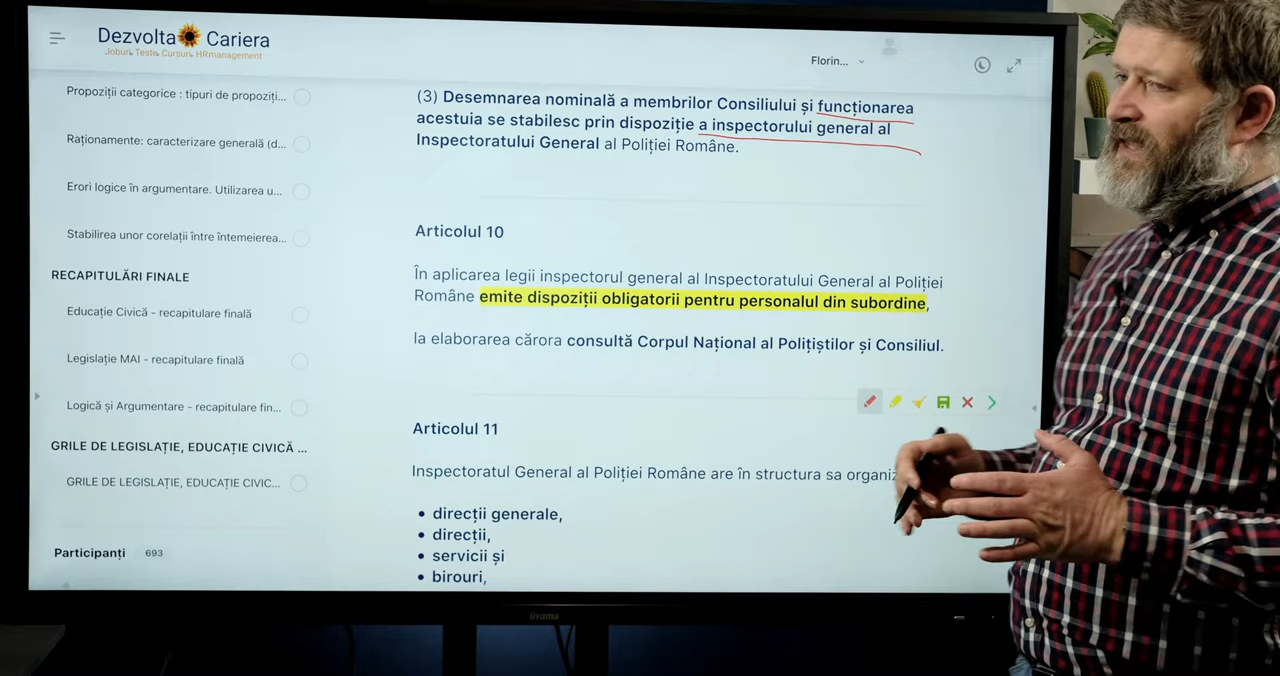 Dezvolta Cariera
Joburi, Teste, Cursuri, HRmanagement
Florin...
Propoziții categorice : tipuri de propoziți...
Raționamente: caracterizare generală (d...
Erori logice în argumentare. Utilizarea u...
Stabilirea unor corelații între întemeierea...
RECAPITULĂRI FINALE
Educație Civică - recapitulare finală
Legislație MAI - recapitulare finală
Logică și Argumentare - recapitulare fin...
GRILE DE LEGISLAȚIE, EDUCAȚIE CIVICĂ ...
GRILE DE LEGISLAȚIE, EDUCAȚIE CIVIC...
Participanți 693
(3) Desemnarea nominală a membrilor Consiliului și funcționarea
acestuia se stabilesc prin dispoziție a inspectorului general al
Inspectoratului General al Poliției Române.
Articolul 10
În aplicarea legii inspectorul general al Inspectoratului General al Poliției
Române emite dispoziții obligatorii pentru personalul din subordine,
la elaborarea cărora consultă Corpul Național al Polițiștilor și Consiliul.
Articolul 11
Inspectoratul General al Poliției Române are în structura sa organiz
• direcții generale,
• direcții,
• servicii și
• birouri,
iiyama